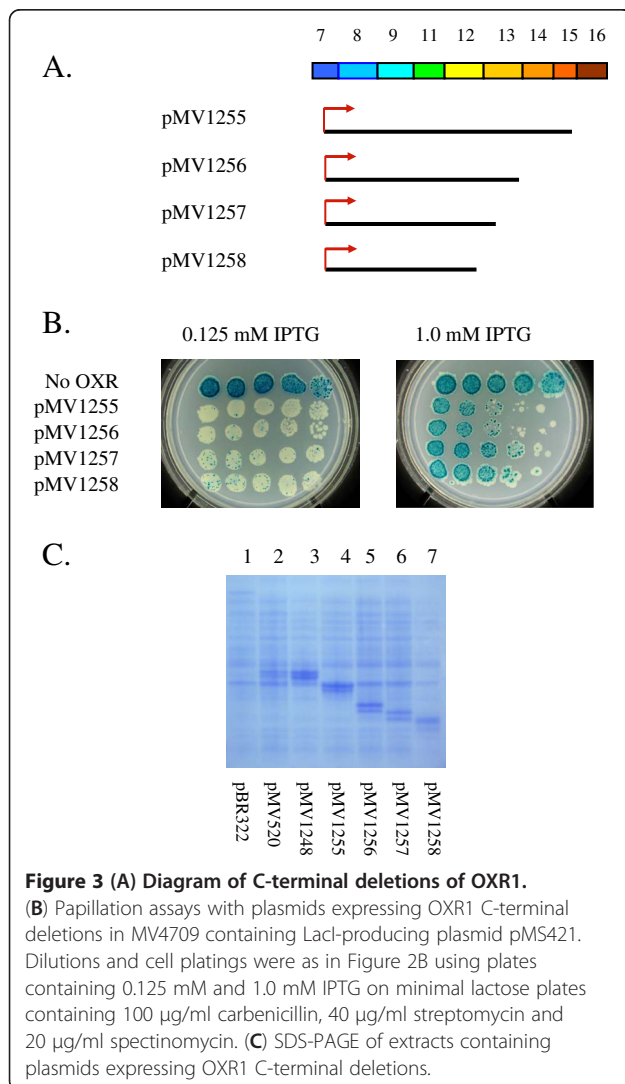 7 8 9 11 12 13 14 15 16
A.
pMV1255
pMV1256
pMV1257
pMV1258
B.
0.125 mM IPTG 1.0 mM IPTG
No OXR
pMV1255
pMV1256
pMV1257
pMV1258
C.
1 2 3 4 5 6 7
pBR322
pMV520
pMV1248
pMV1255
pMV1256
pMV1257
pMV1258
Figure 3 (A) Diagram of C-terminal deletions of OXR1.
(B) Papillation assays with plasmids expressing OXR1 C-terminal
deletions in MV4709 containing LacI-producing plasmid pMS421.
Dilutions and cell platings were as in Figure 2B using plates
containing 0.125 mM and 1.0 mM IPTG on minimal lactose plates
containing 100 μg/ml carbenicillin, 40 μg/ml streptomycin and
20 μg/ml spectinomycin. (C) SDS-PAGE of extracts containing
plasmids expressing OXR1 C-terminal deletions.